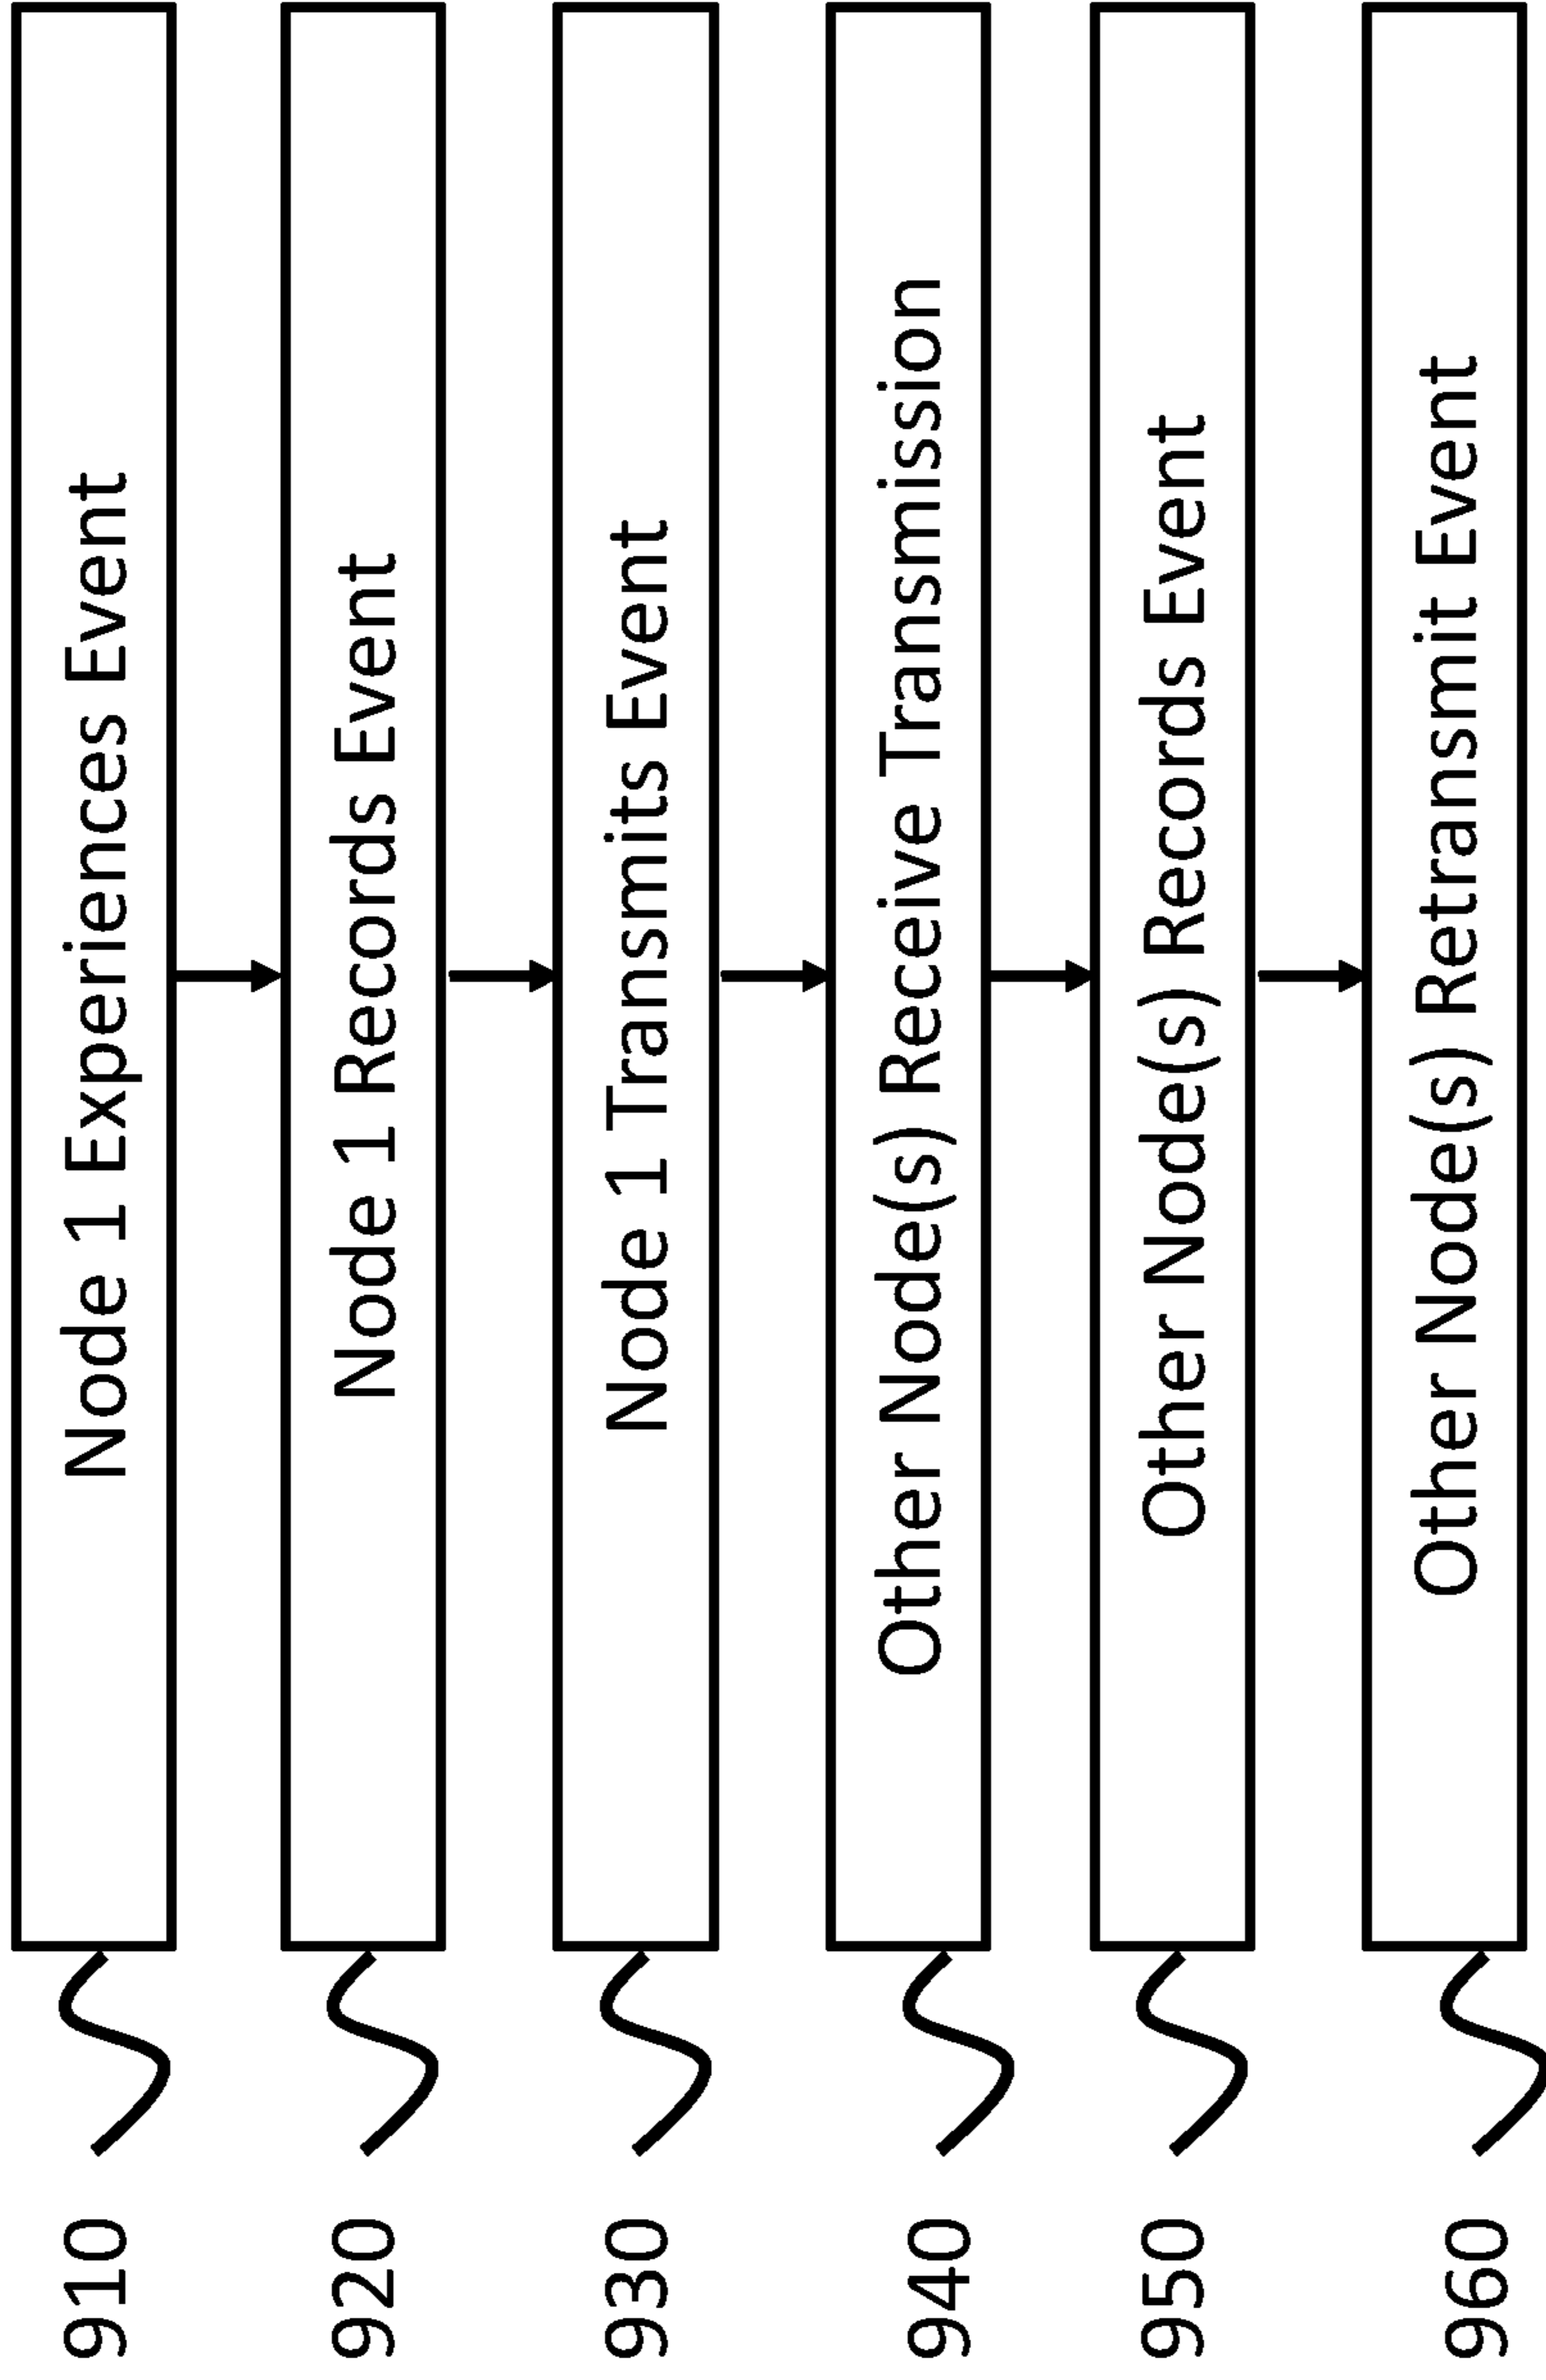 910 Node 1 Experiences Event
920 Node 1 Records Event
930 Node 1 Transmits Event
940 Other Node(s) Receive Transmission
950 Other Node(s) Records Event
960 Other Node(s) Retransmit Event